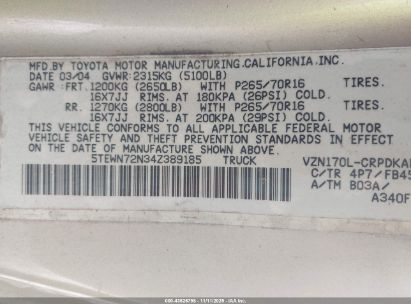 MFD.BY TOYOTA MOTOR MANUFACTURING.CALIFORNIA.INC.
DATE 03/04 GVWR:2315KG (5100LB)
GAWR : FRT.1200KG (2650LB) WITH P265/70R16 TIRES.
16X7JJ RIMS. AT 180KPA (26PSI) COLD.
RR. 1270KG (2800LB) WITH P265/70R16 TIRES.
16X7JJ RIMS. AT 200KPA (29PSI) COLD.
THIS VEHICLE CONFORMS TO ALL APPLICABLE FEDERAL MOTOR
VEHICLE SAFETY AND BUMPER STANDARDS IN EFFECT ON THE
DATE OF MANUFACTURE SHOWN ABOVE.
5TEWN72N34Z389185 TRUCK VZN170L-CRPDKA
C/TR 4P7/FB45
A/TM B03A/
A340F